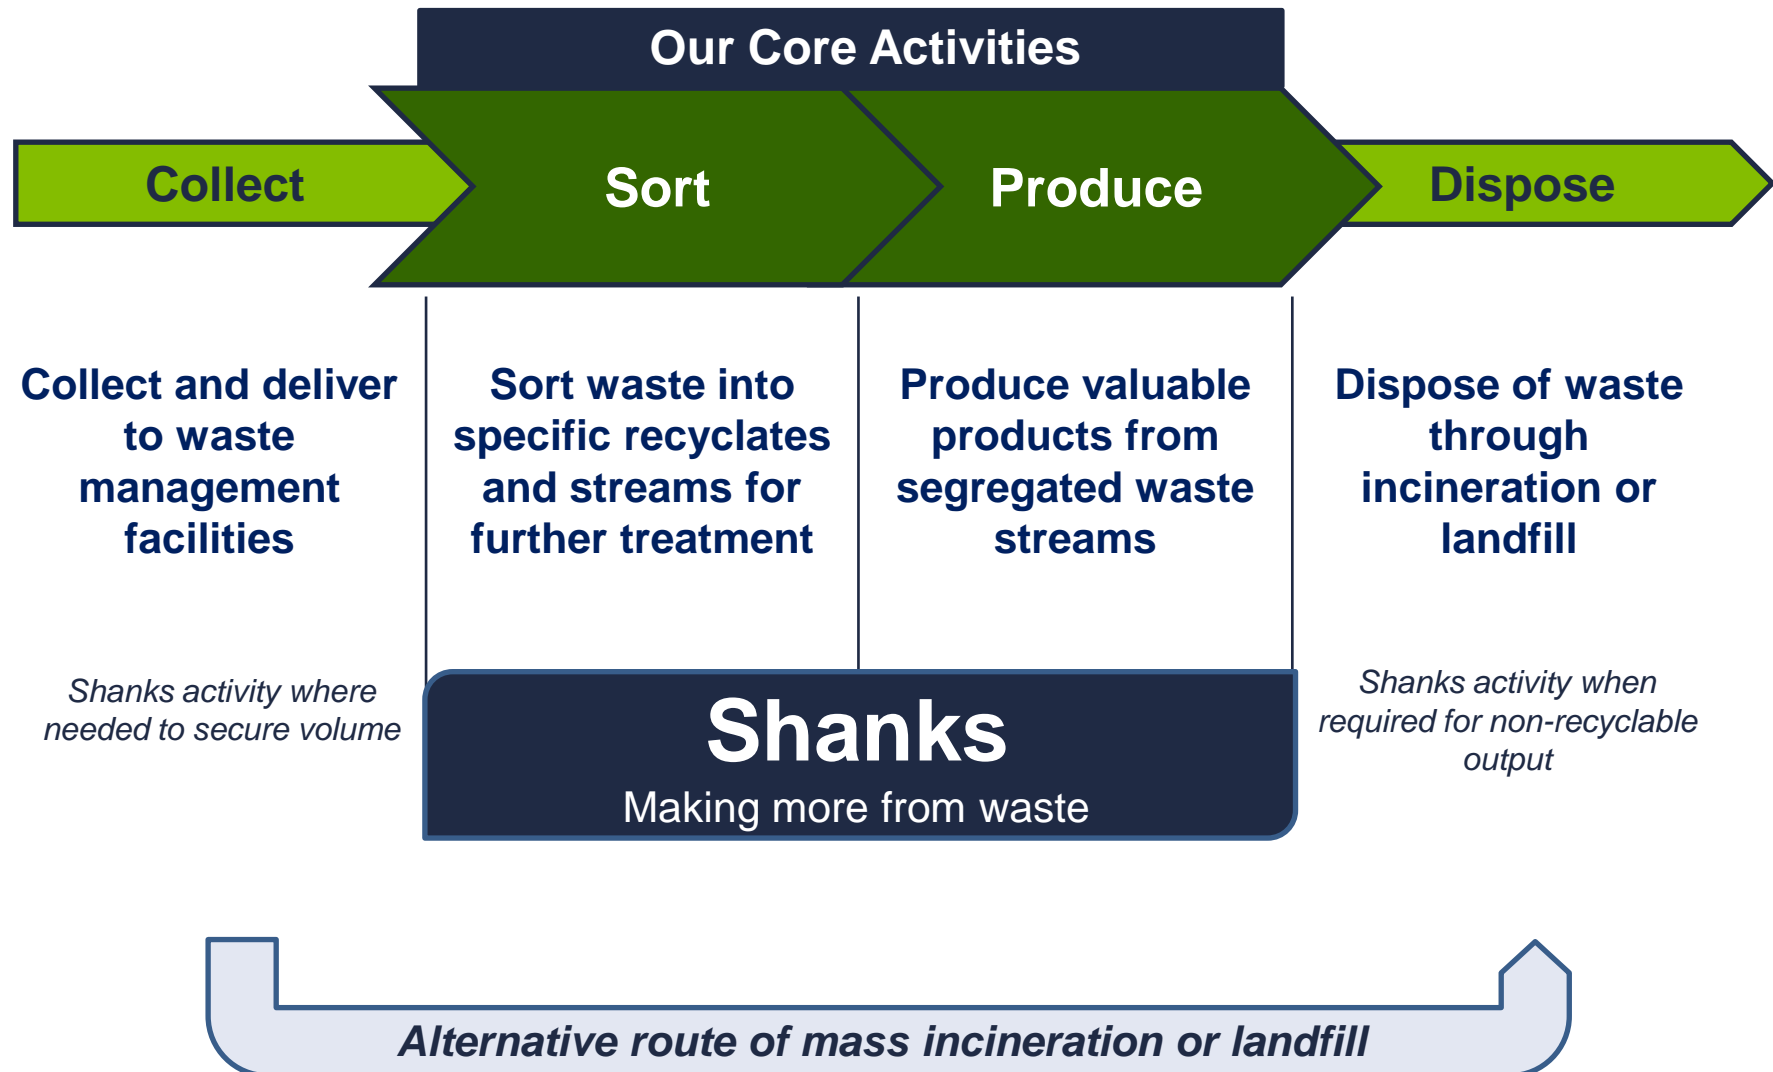 Our Core Activities
Collect
Sort
Produce
Dispose
Collect and deliver
to waste
management
facilities
Sort waste into
specific recyclates
and streams for
further treatment
Produce valuable
products from
segregated waste
streams
Dispose of waste
through
incineration or
landfill
Shanks activity where
needed to secure volume
Shanks
Making more from waste
Shanks activity when
required for non-recyclable
output
Alternative route of mass incineration or landfill